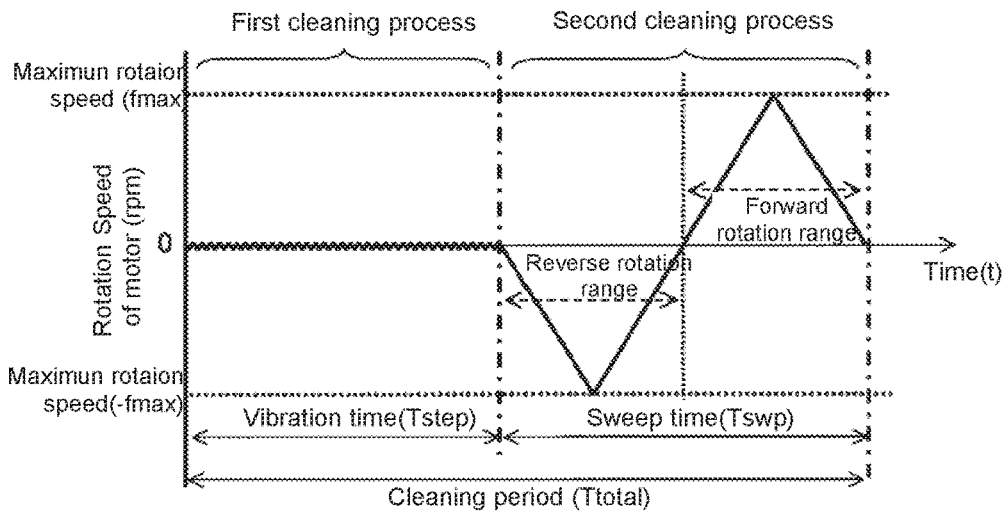 First cleaning process
Second cleaning process
Maximun rotaion
speed (fmax)
Rotation Speed
of motor (rpm)
0
Forward
rotation range
Reverse rotation
range
Time(t)
Maximun rotaion
speed(-fmax)
Vibration time(Tstep)
Sweep time(Tswp)
Cleaning period (Ttotal)